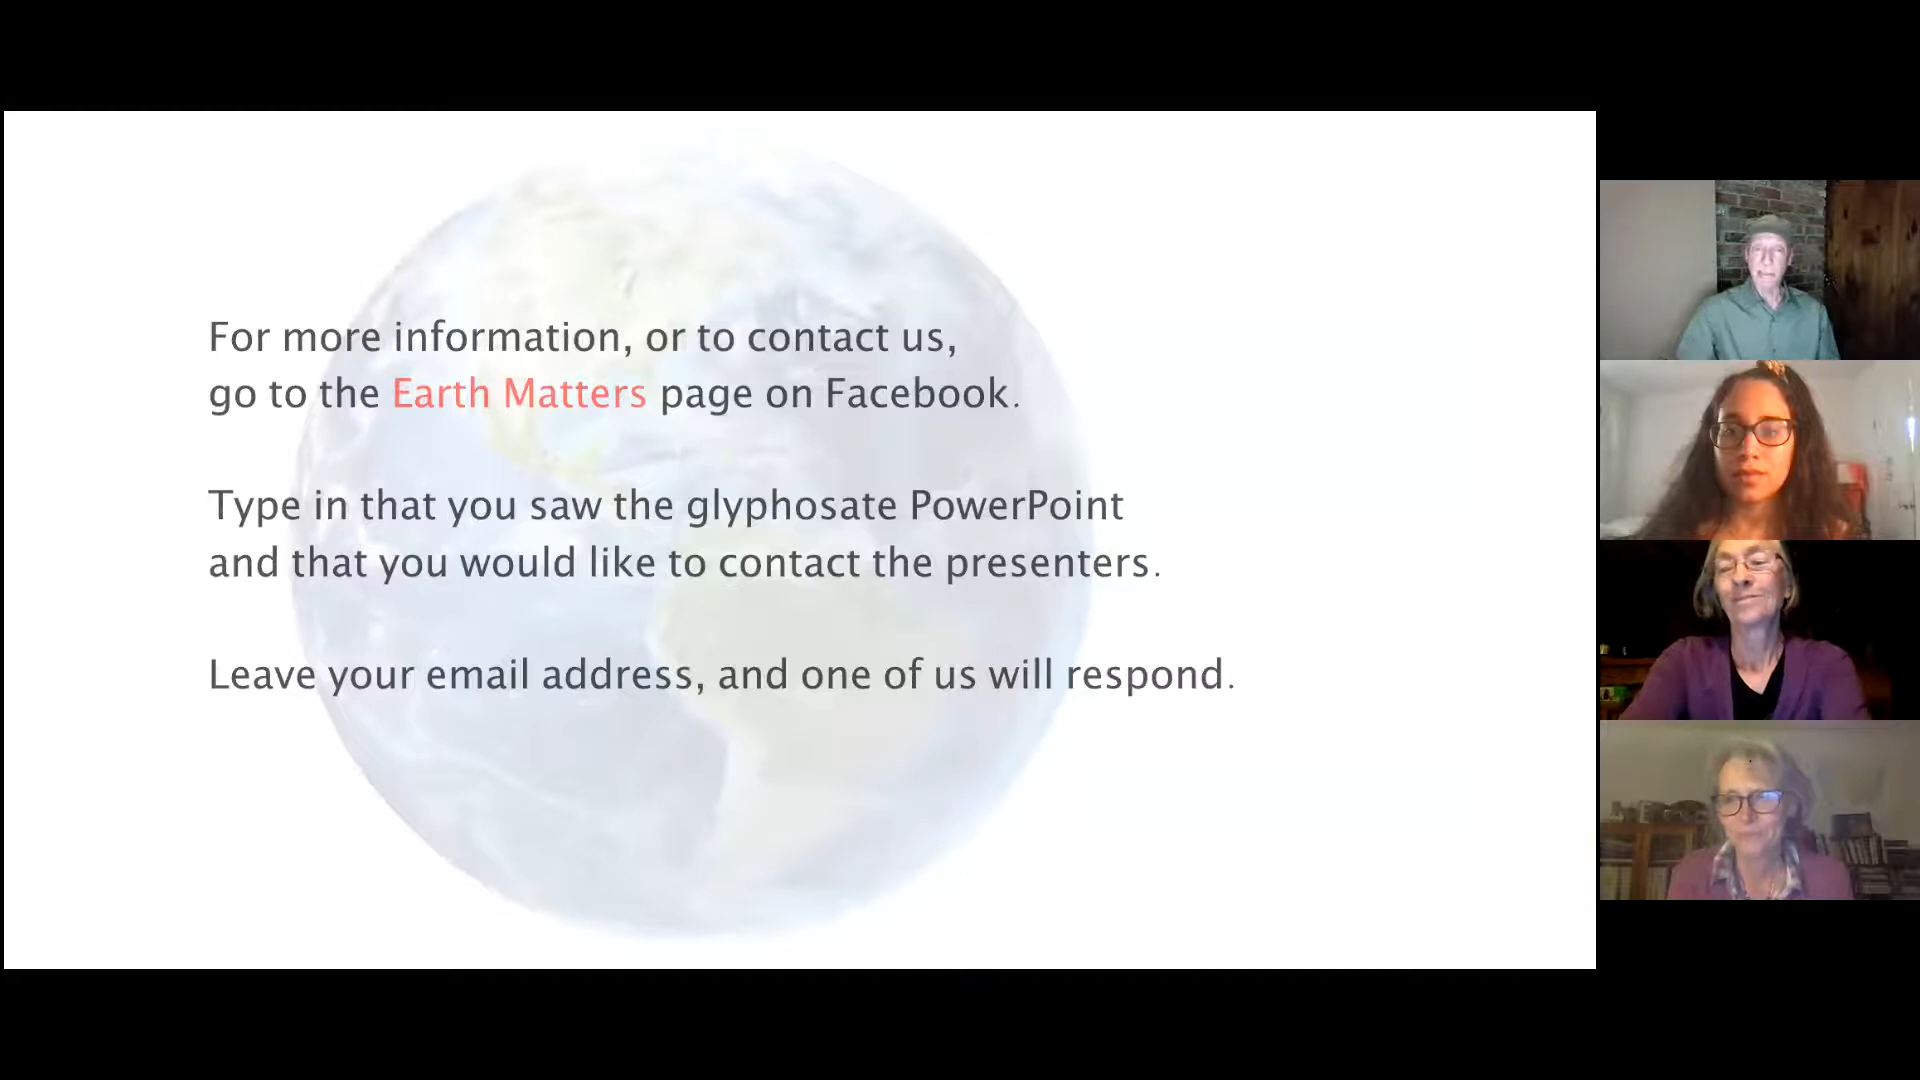 For more information, or to contact us,
go to the Earth Matters page on Facebook.
Type in that you saw the glyphosate PowerPoint
and that you would like to contact the presenters.
Leave your email address, and one of us will respond.